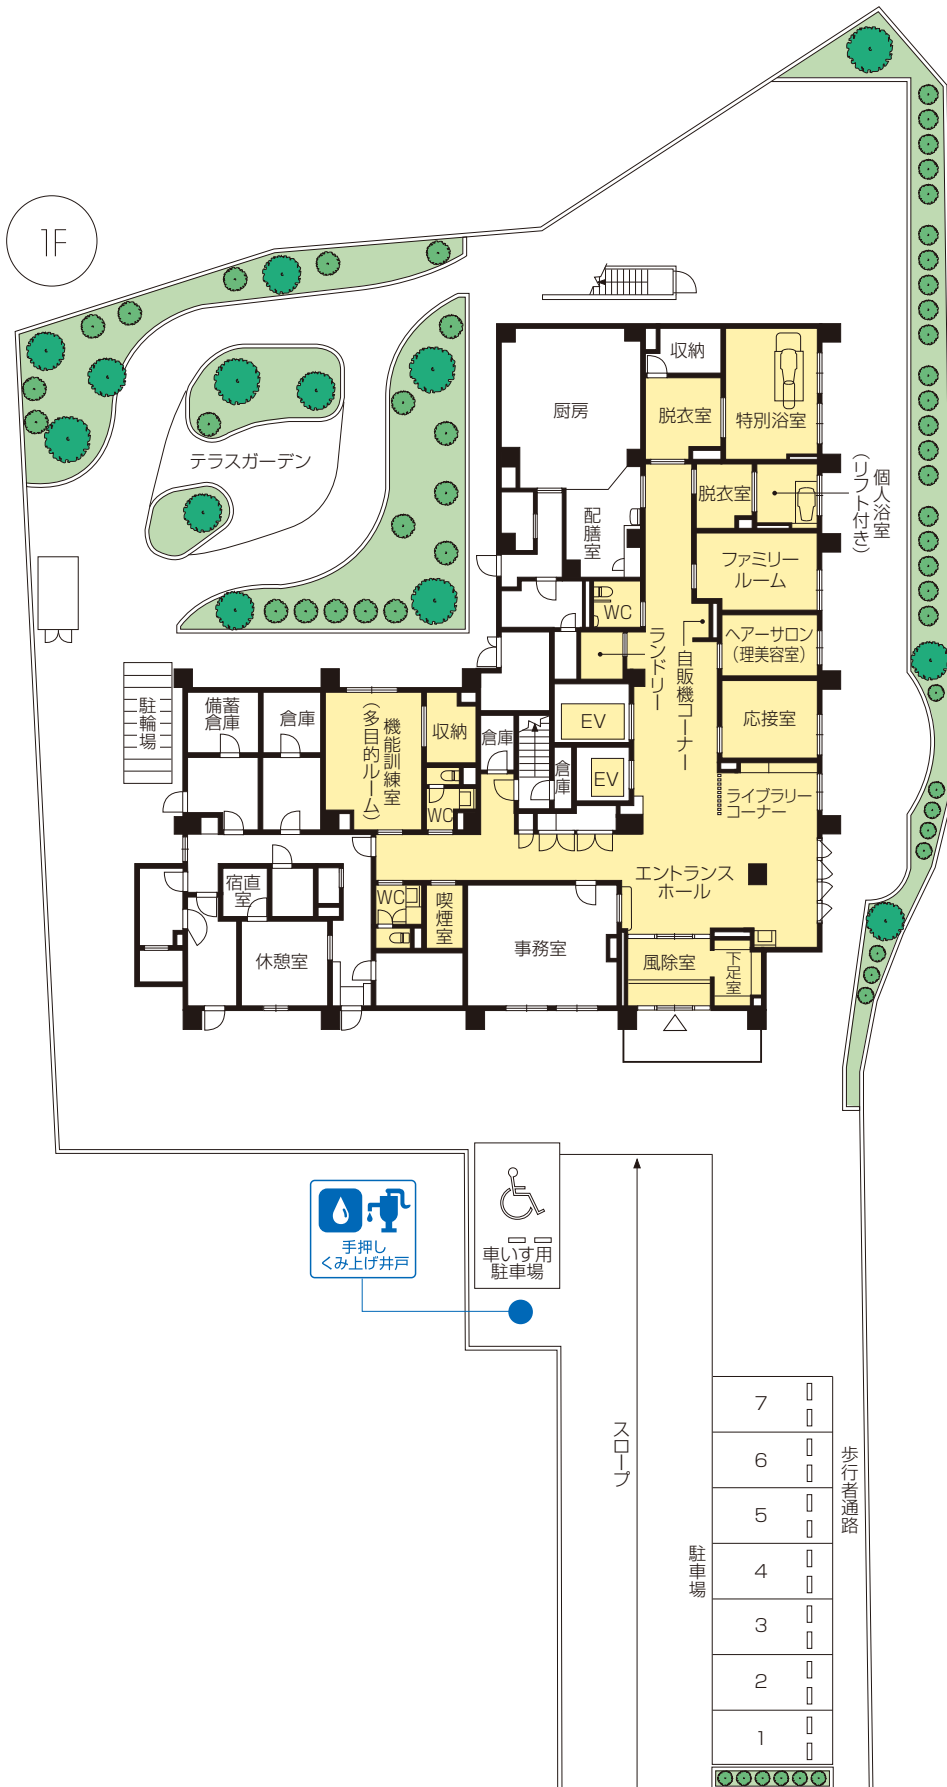 1F
収納
厨房
脱衣室
特別浴室
個人浴室
(リフト付き)
脱衣室
テラスガーデン
配膳室
ファミリー
ルーム
WC
ランドリー
自販機コーナー
ヘアーサロン
(理美容室)
駐輪場
備蓄
倉庫
倉庫
機能訓練室
(多目的ルーム)
収納
倉庫
EV
応接室
倉庫
EV
WC
ライブラリー
コーナー
エントランス
ホール
宿直
室
WC
喫煙室
休憩室
事務室
風除室
下足室
手押し
くみ上げ井戸
車いす用
駐車場
スロープ
駐車場
歩行者通路
7
6
5
4
3
2
1